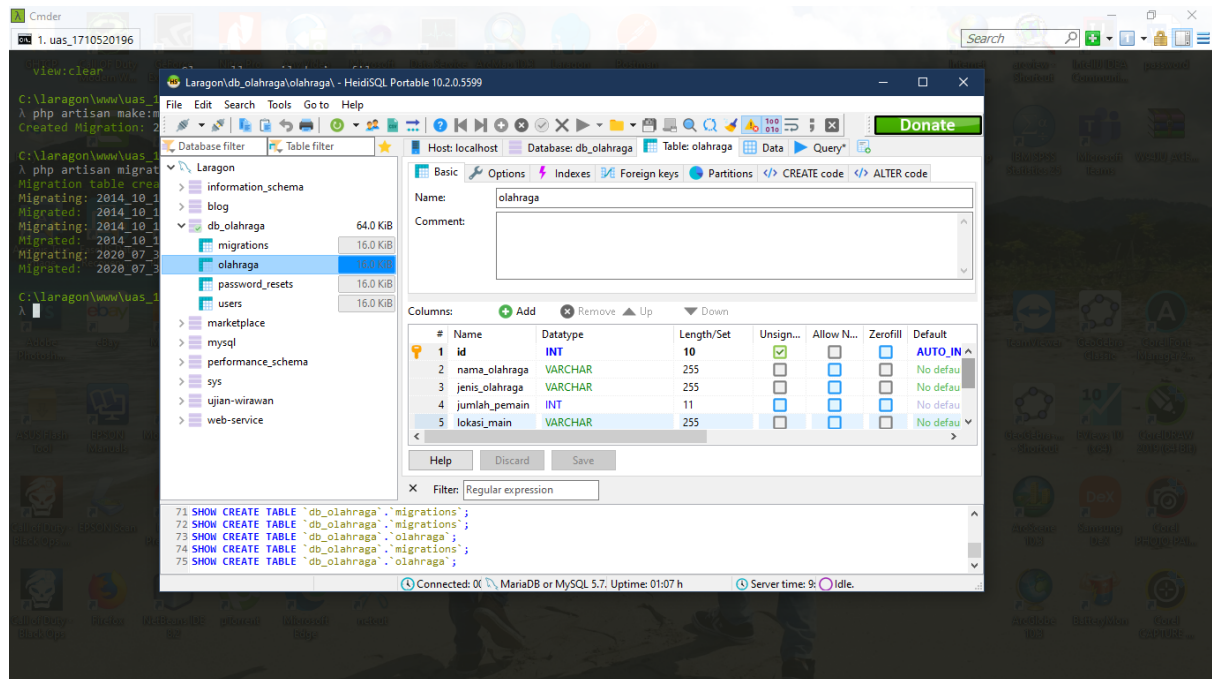 Cmder
1. uas_1710520196
Search
view:clear
C:\laragon\www\uas_1
λ php artisan make:m
Created Migration: 2
C:\laragon\www\uas_1
λ php artisan migrat
Migration table crea
Migrating: 2014_10_1
Migrated: 2014_10_1
Migrating: 2014_10_1
Migrated: 2014_10_1
Migrating: 2020_07_3
Migrated: 2020_07_3
C:\laragon\www\uas_1
λ
Laragon\db_olahraga\olahraga\ - HeidiSQL Portable 10.2.0.5599
File Edit Search Tools Go to Help
Donate
Database filter Table filter
Host: localhost Database: db_olahraga Table: olahraga Data Query*
Laragon
information_schema
blog
db_olahraga 64.0 KiB
migrations 16.0 KiB
olahraga 16.0 KiB
password_resets 16.0 KiB
users 16.0 KiB
marketplace
mysql
performance_schema
sys
ujian-wirawan
web-service
Basic Options Indexes Foreign keys Partitions CREATE code ALTER code
Name: olahraga
Comment:
Columns: Add Remove Up Down
# Name Datatype Length/Set Unsign... Allow N... Zerofill Default
1 id INT 10 AUTO_IN
2 nama_olahraga VARCHAR 255 No defau
3 jenis_olahraga VARCHAR 255 No defau
4 jumlah_pemain INT 11 No defau
5 lokasi_main VARCHAR 255 No defau
Help Discard Save
Filter: Regular expression
71 SHOW CREATE TABLE `db_olahraga`.`migrations`;
72 SHOW CREATE TABLE `db_olahraga`.`migrations`;
73 SHOW CREATE TABLE `db_olahraga`.`olahraga`;
74 SHOW CREATE TABLE `db_olahraga`.`migrations`;
75 SHOW CREATE TABLE `db_olahraga`.`olahraga`;
Connected: 0( MariaDB or MySQL 5.7. Uptime: 01:07 h Server time: 9: Idle.